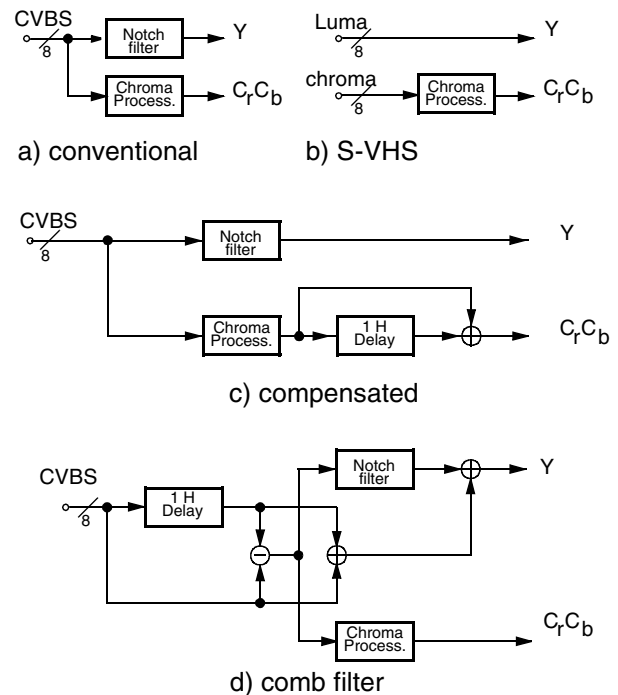 CVBS
8
Notch
filter
Y
Chroma
Process.
CrCb
a) conventional
Luma
8
Y
chroma
8
Chroma
Process.
CrCb
b) S-VHS
CVBS
8
Notch
filter
Y
Chroma
Process.
1 H
Delay
CrCb
c) compensated
CVBS
8
1 H
Delay
Notch
filter
Y
Chroma
Process.
CrCb
d) comb filter